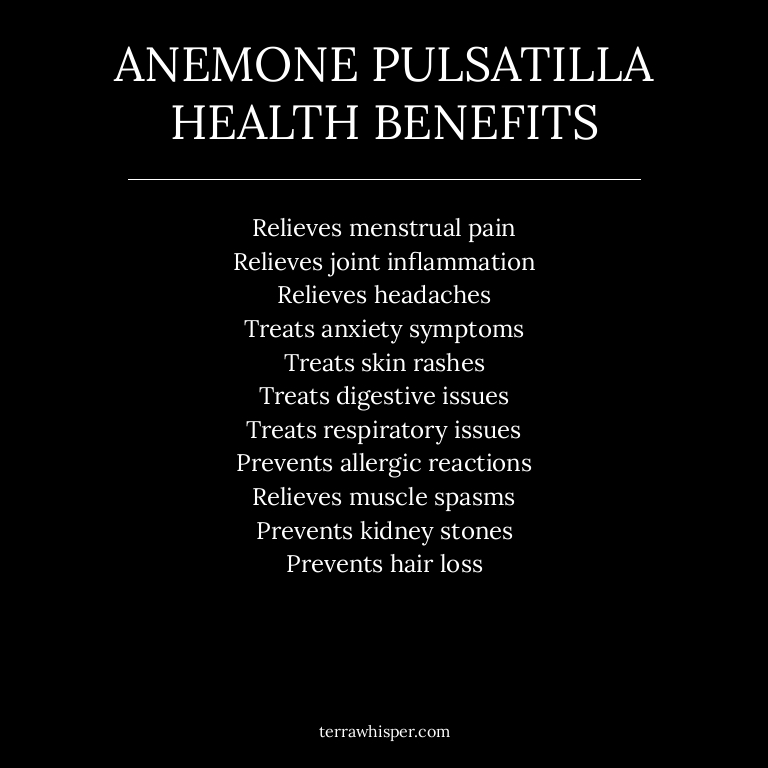 ANEMONE PULSATILLA
HEALTH BENEFITS
Relieves menstrual pain
Relieves joint inflammation
Relieves headaches
Treats anxiety symptoms
Treats skin rashes
Treats digestive issues
Treats respiratory issues
Prevents allergic reactions
Relieves muscle spasms
Prevents kidney stones
Prevents hair loss
terrawhisper.com